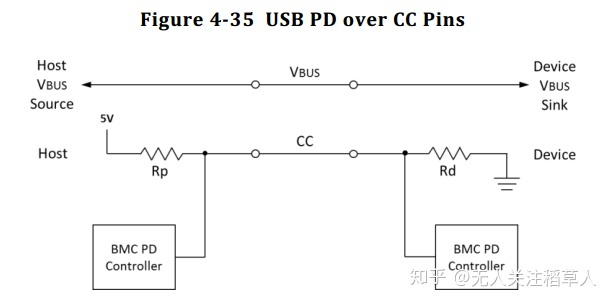 Figure 4-35 USB PD over CC Pins
Host
VBUS
Source
VBUS
Device
VBUS
Sink
5V
Host
Rp
CC
Rd
Device
BMC PD
Controller
BMC PD
Controller
知乎 @无人关注稻草人